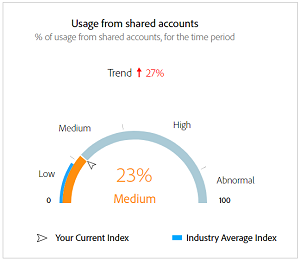 Usage from shared accounts
% of usage from shared accounts, for the time period
Trend ↑ 27%
Medium
High
Low
23%
Abnormal
0
Medium
100
Your Current Index
Industry Average Index